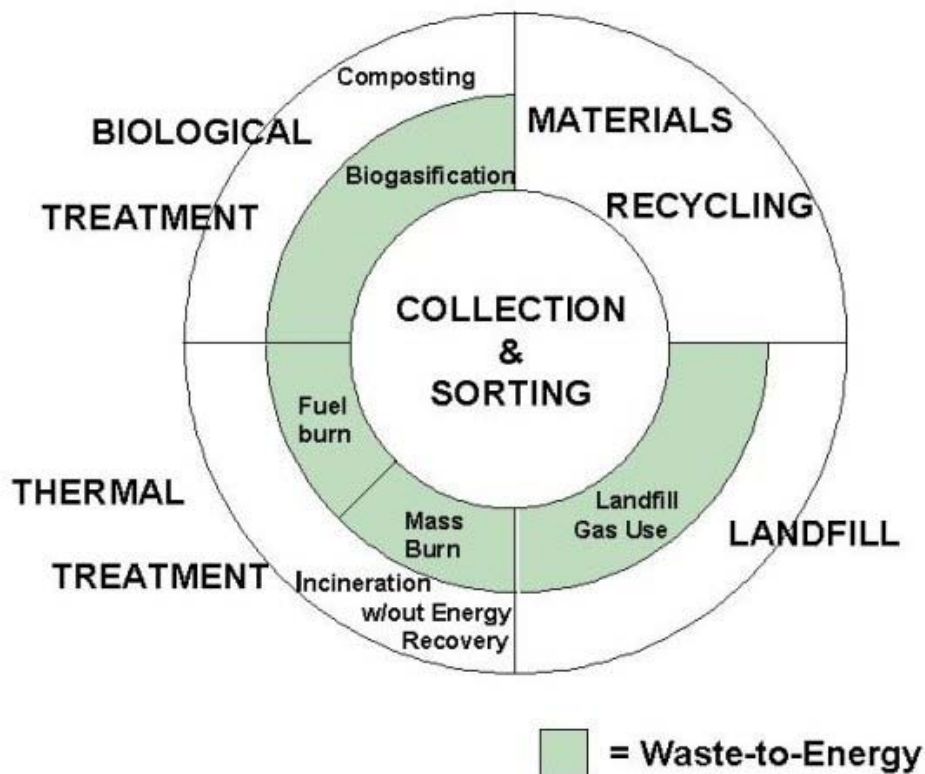 Composting
BIOLOGICAL
MATERIALS
Biogasification
TREATMENT
RECYCLING
COLLECTION
&
SORTING
Fuel
burn
THERMAL
Mass
Burn
Landfill
Gas Use
LANDFILL
TREATMENT
Incineration
w/out Energy
Recovery
= Waste-to-Energy